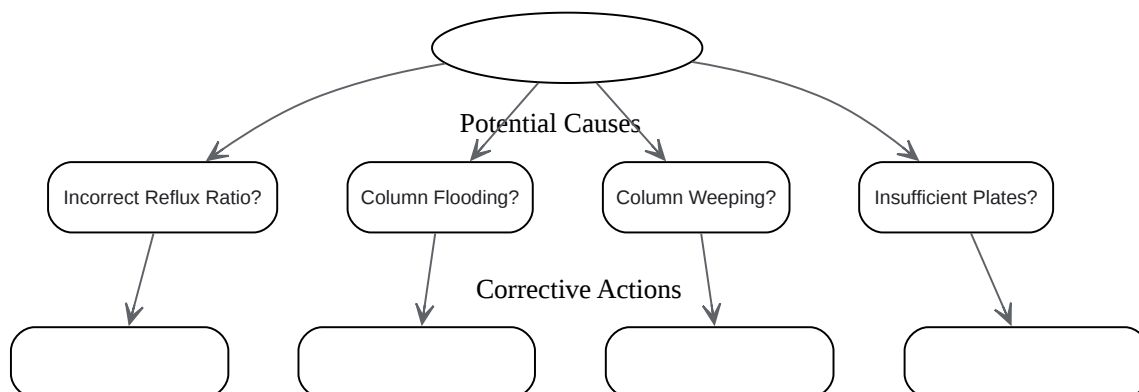 Potential Causes
Incorrect Reflux Ratio?
Column Flooding?
Column Weeping?
Insufficient Plates?
Corrective Actions